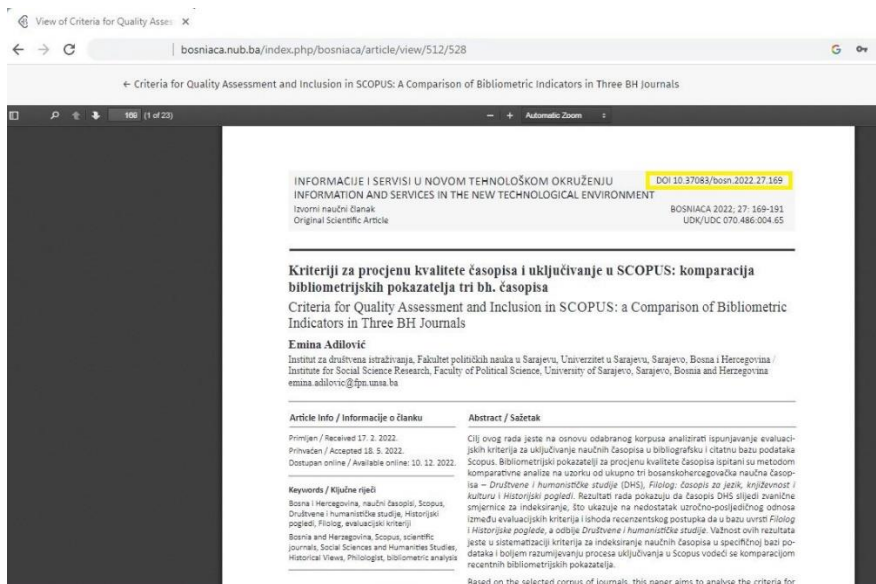 View of Criteria for Quality Asses
bosniaca.nub.ba/index.php/bosniaca/article/view/512/528
← Criteria for Quality Assessment and Inclusion in SCOPUS: A Comparison of Bibliometric Indicators in Three BH Journals
169 (1 of 23)
Automatic Zoom
INFORMACIJE I SERVISI U NOVOM TEHNOLOŠKOM OKRUŽENJU
DOI 10.37083/bosn.2022.27.169
INFORMATION AND SERVICES IN THE NEW TECHNOLOGICAL ENVIRONMENT
Izvorni naučni članak
BOSNIACA 2022; 27: 169-191
Original Scientific Article
UDK/UDC 070.486:004.65
Kriteriji za procjenu kvalitete časopisa i uključivanje u SCOPUS: komparacija
bibliometrijskih pokazatelja tri bh. časopisa
Criteria for Quality Assessment and Inclusion in SCOPUS: a Comparison of Bibliometric
Indicators in Three BH Journals
Emina Adilović
Institut za društvena istraživanja, Fakultet političkih nauka u Sarajevu, Univerzitet u Sarajevu, Sarajevo, Bosna i Hercegovina /
Institute for Social Science Research, Faculty of Political Science, University of Sarajevo, Sarajevo, Bosnia and Herzegovina
emina.adilovic@fpn.unsa.ba
Article Info / Informacije o članku
Primljen / Received 17. 2. 2022.
Prihvaćen / Accepted 18. 5. 2022.
Dostupan online / Available online: 10. 12. 2022.
Keywords / Ključne riječi
Bosna i Hercegovina, naučni časopisi, Scopus,
Društvene i humanističke studije, Historijski
pogledi, Filolog, evaluacijski kriteriji
Bosnia and Herzegovina, Scopus, scientific
journals, Social Sciences and Humanities Studies,
Historical Views, Philologist, bibliometric analysis
Abstract / Sažetak
Cilj ovog rada jeste na osnovu odabranog korpusa analizirati ispunjavanje evaluac-
ijskih kriterija za uključivanje naučnih časopisa u bibliografsku i citatnu bazu podataka
Scopus. Bibliometrijski pokazatelji za procjenu kvalitete časopisa ispitani su metodom
komparativne analize na uzorku od ukupno tri bosanskohercegovačka naučna časop-
isa – Društvene i humanističke studije (DHS), Filolog: časopis za jezik, književnost i
kulturu i Historijski pogledi. Rezultati rada pokazuju da časopis DHS slijedi zvanične
smjernice za indeksiranje, što ukazuje na nedostatak uzročno-posljedičnog odnosa
između evaluacijskih kriterija i ishoda recenzentskog postupka da u bazu uvrsti Filolog
i Historijske poglede, a odbije Društvene i humanističke studije. Važnost ovih rezultata
jeste u sistematizaciji kriterija za indeksiranje naučnih časopisa u specifičnoj bazi po-
dataka i boljem razumijevanju procesa uključivanja u Scopus vodeći se komparacijom
recentnih bibliometrijskih pokazatelja.
Based on the selected corpus of journals, this paper aims to analyse the criteria for